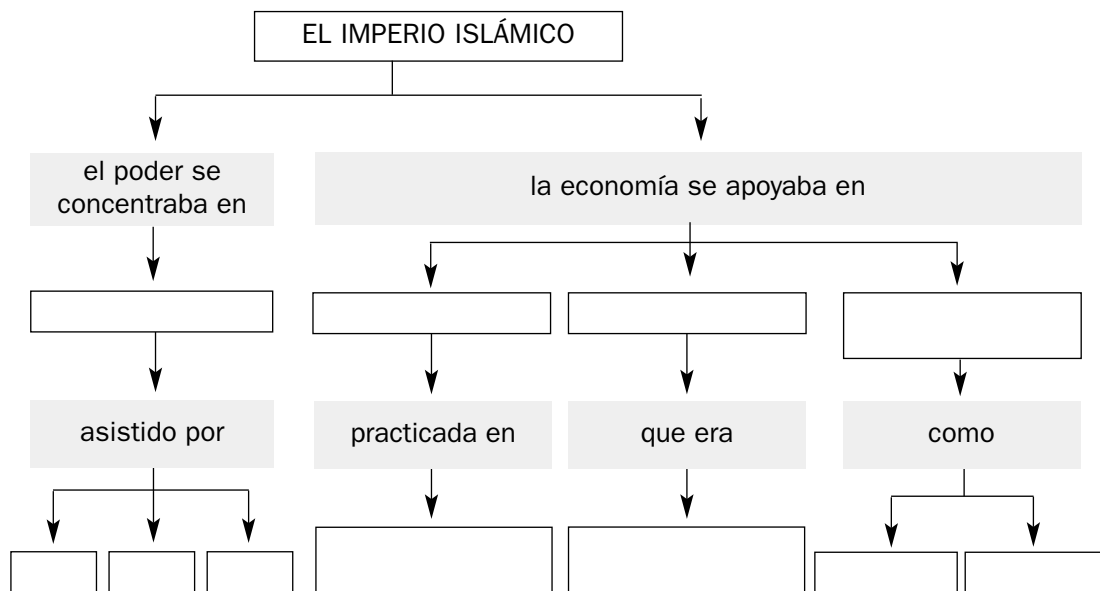 EL IMPERIO ISLÁMICO
el poder se
concentraba en
la economía se apoyaba en
asistido por
practicada en
que era
como